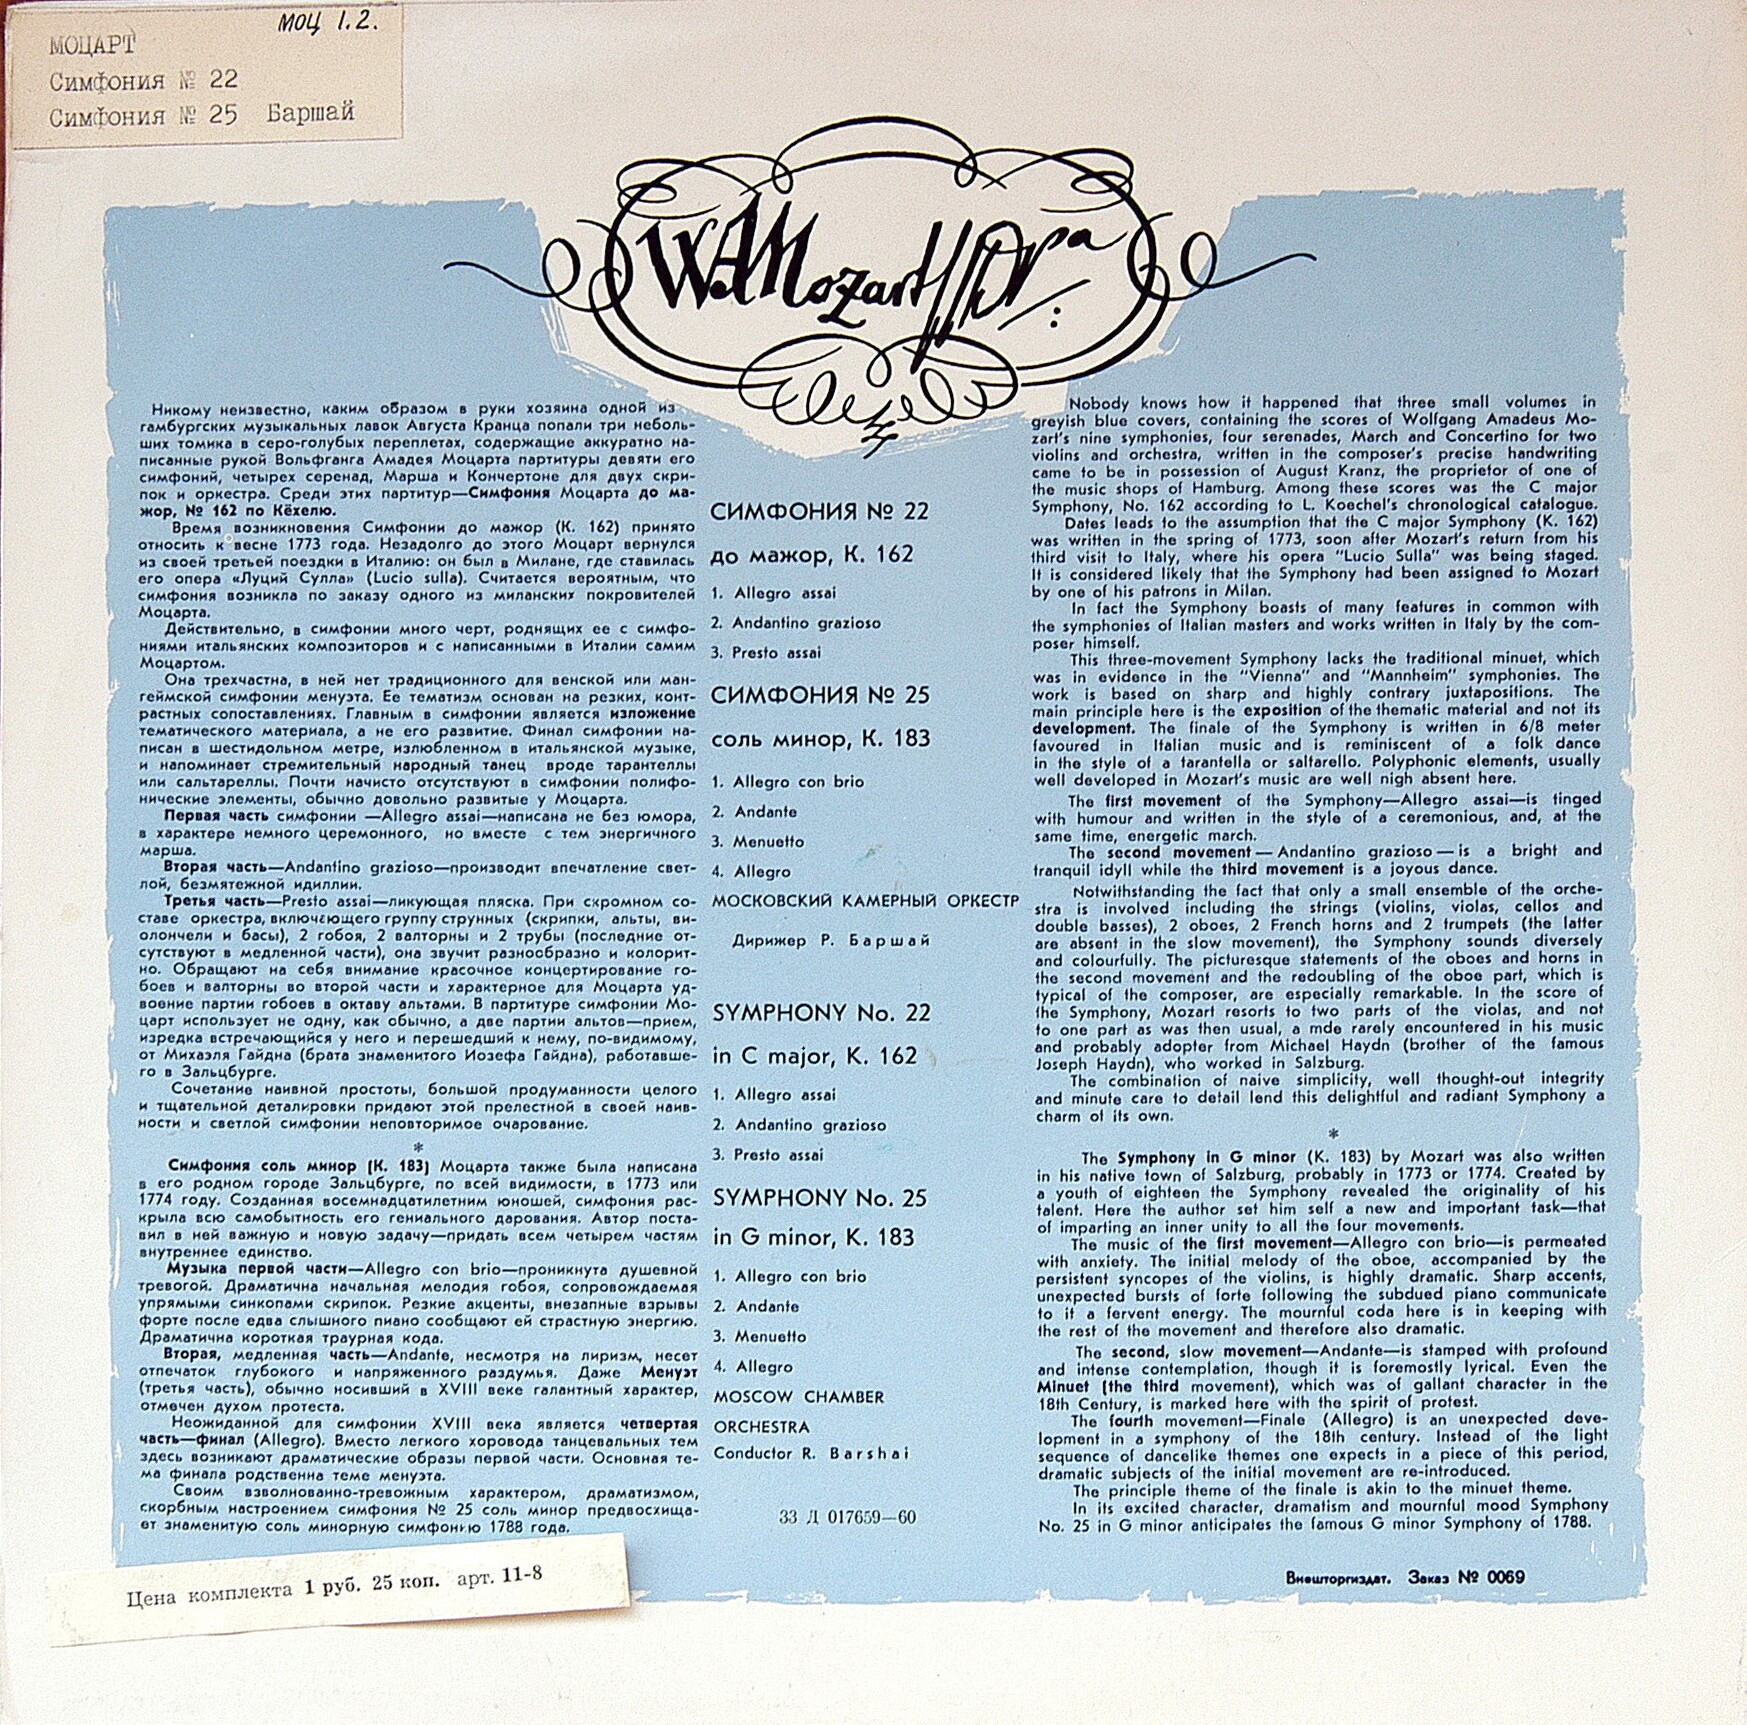 МОЦ 1.2.
МОЦАРТ
Симфония № 22
Симфония № 25 Баршай
W.A.Mozart
Никому неизвестно, каким образом в руки хозяина одной из
гамбургских музыкальных лавок Августа Кранца попали три неболь-
ших томика в серо-голубых переплетах, содержащие аккуратно на-
писанные рукой Вольфганга Амадея Моцарта партитуры девяти его
симфоний, четырех серенад, Марша и Кончертоне для двух скри-
пок и оркестра. Среди этих партитур—Симфония Моцарта до ма-
жор, № 162 по Кёхелю.
Время возникновения Симфонии до мажор (К. 162) принято
относить к весне 1773 года. Незадолго до этого Моцарт вернулся
из своей третьей поездки в Италию: он был в Милане, где ставилась
его опера «Луций Сулла» (Lucio sulla). Считается вероятным, что
симфония возникла по заказу одного из миланских покровителей
Моцарта.
Действительно, в симфонии много черт, роднящих ее с симфо-
ниями итальянских композиторов и с написанными в Италии самим
Моцартом.
Она трехчастна, в ней нет традиционного для венской или ман-
геймской симфонии менуэта. Ее тематизм основан на резких, конт-
растных сопоставлениях. Главным в симфонии является изложение
тематического материала, а не его развитие. Финал симфонии на-
писан в шестидольном метре, излюбленном в итальянской музыке,
и напоминает стремительный народный танец вроде тарантеллы
или сальтареллы. Почти начисто отсутствуют в симфонии полифо-
нические элементы, обычно довольно развитые у Моцарта.
Первая часть симфонии —Allegro assai—написана не без юмора,
в характере немного церемонного, но вместе с тем энергичного
марша.
Вторая часть—Andantino grazioso—производит впечатление свет-
лой, безмятежной идиллии.
Третья часть—Presto assai—ликующая пляска. При скромном со-
ставе оркестра, включающего группу струнных (скрипки, альты, ви-
олончели и басы), 2 гобоя, 2 валторны и 2 трубы (последние от-
сутствуют в медленной части), она звучит разнообразно и колорит-
но. Обращают на себя внимание красочное концертирование го-
боев и валторны во второй части и характерное для Моцарта уд-
воение партии гобоев в октаву альтами. В партитуре симфонии Мо-
царт использует не одну, как обычно, а две партии альтов—прием,
изредка встречающийся у него и перешедший к нему, по-видимому,
от Михаэля Гайдна (брата знаменитого Иозефа Гайдна), работавше-
го в Зальцбурге.
Сочетание наивной простоты, большой продуманности целого
и тщательной деталировки придают этой прелестной в своей наив-
ности и светлой симфонии неповторимое очарование.
*
Симфония соль минор (К. 183) Моцарта также была написана
в его родном городе Зальцбурге, по всей видимости, в 1773 или
1774 году. Созданная восемнадцатилетним юношей, симфония рас-
крыла всю самобытность его гениального дарования. Автор поста-
вил в ней важную и новую задачу—придать всем четырем частям
внутреннее единство.
Музыка первой части—Allegro con brio—проникнута душевной
тревогой. Драматична начальная мелодия гобоя, сопровождаемая
упрямыми синкопами скрипок. Резкие акценты, внезапные взрывы
форте после едва слышного пиано сообщают ей страстную энергию.
Драматична короткая траурная кода.
Вторая, медленная часть—Andante, несмотря на лиризм, несет
отпечаток глубокого и напряженного раздумья. Даже Менуэт
(третья часть), обычно носивший в XVIII веке галантный характер,
отмечен духом протеста.
Неожиданной для симфонии XVIII века является четвертая
часть—финал (Allegro). Вместо легкого хоровода танцевальных тем
здесь возникают драматические образы первой части. Основная те-
ма финала родственна теме менуэта.
Своим взволнованно-тревожным характером, драматизмом,
скорбным настроением симфония № 25 соль минор предвосхища-
ет знаменитую соль минорную симфонию 1788 года.
Цена комплекта 1 руб. 25 коп. арт. 11-8
СИМФОНИЯ № 22
до мажор, К. 162
1. Allegro assai
2. Andantino grazioso
3. Presto assai
СИМФОНИЯ № 25
соль минор, К. 183
1. Allegro con brio
2. Andante
3. Menuetto
4. Allegro
МОСКОВСКИЙ КАМЕРНЫЙ ОРКЕСТР
Дирижер Р. Баршай
SYMPHONY No. 22
in C major, K. 162
1. Allegro assai
2. Andantino grazioso
3. Presto assai
SYMPHONY No. 25
in G minor, K. 183
1. Allegro con brio
2. Andante
3. Menuetto
4. Allegro
MOSCOW CHAMBER
ORCHESTRA
Conductor R. Barshai
33 Д 017659—60
Nobody knows how it happened that three small volumes in
greyish blue covers, containing the scores of Wolfgang Amadeus Mo-
zart's nine symphonies, four serenades, March and Concertino for two
violins and orchestra, written in the composer's precise handwriting
came to be in possession of August Kranz, the proprietor of one of
the music shops of Hamburg. Among these scores was the C major
Symphony, No. 162 according to L. Koechel's chronological catalogue.
Dates leads to the assumption that the C major Symphony (K. 162)
was written in the spring of 1773, soon after Mozart's return from his
third visit to Italy, where his opera "Lucio Sulla" was being staged.
It is considered likely that the Symphony had been assigned to Mozart
by one of his patrons in Milan.
In fact the Symphony boasts of many features in common with
the symphonies of Italian masters and works written in Italy by the com-
poser himself.
This three-movement Symphony lacks the traditional minuet, which
was in evidence in the "Vienna" and "Mannheim" symphonies. The
work is based on sharp and highly contrary juxtapositions. The
main principle here is the exposition of the thematic material and not its
development. The finale of the Symphony is written in 6/8 meter
favoured in Italian music and is reminiscent of a folk dance
in the style of a tarantella or saltarello. Polyphonic elements, usually
well developed in Mozart's music are well nigh absent here.
The first movement of the Symphony—Allegro assai—is tinged
with humour and written in the style of a ceremonious, and, at the
same time, energetic march.
The second movement — Andantino grazioso — is a bright and
tranquil idyll while the third movement is a joyous dance.
Notwithstanding the fact that only a small ensemble of the orche-
stra is involved including the strings (violins, violas, cellos and
double basses), 2 oboes, 2 French horns and 2 trumpets (the latter
are absent in the slow movement), the Symphony sounds diversely
and colourfully. The picturesque statements of the oboes and horns in
the second movement and the redoubling of the oboe part, which is
typical of the composer, are especially remarkable. In the score of
the Symphony, Mozart resorts to two parts of the violas, and not
to one part as was then usual, a mde rarely encountered in his music
and probably adopter from Michael Haydn (brother of the famous
Joseph Haydn), who worked in Salzburg.
The combination of naive simplicity, well thought-out integrity
and minute care to detail lend this delightful and radiant Symphony a
charm of its own.
*
The Symphony in G minor (K. 183) by Mozart was also written
in his native town of Salzburg, probably in 1773 or 1774. Created by
a youth of eighteen the Symphony revealed the originality of his
talent. Here the author set him self a new and important task—that
of imparting an inner unity to all the four movements.
The music of the first movement—Allegro con brio—is permeated
with anxiety. The initial melody of the oboe, accompanied by the
persistent syncopes of the violins, is highly dramatic. Sharp accents,
unexpected bursts of forte following the subdued piano communicate
to it a fervent energy. The mournful coda here is in keeping with
the rest of the movement and therefore also dramatic.
The second, slow movement—Andante—is stamped with profound
and intense contemplation, though it is foremostly lyrical. Even the
Minuet (the third movement), which was of gallant character in the
18th Century, is marked here with the spirit of protest.
The fourth movement—Finale (Allegro) is an unexpected deve-
lopment in a symphony of the 18th century. Instead of the light
sequence of dancelike themes one expects in a piece of this period,
dramatic subjects of the initial movement are re-introduced.
The principle theme of the finale is akin to the minuet theme.
In its excited character, dramatism and mournful mood Symphony
No. 25 in G minor anticipates the famous G minor Symphony of 1788.
Внешторгиздат. Заказ № 0069